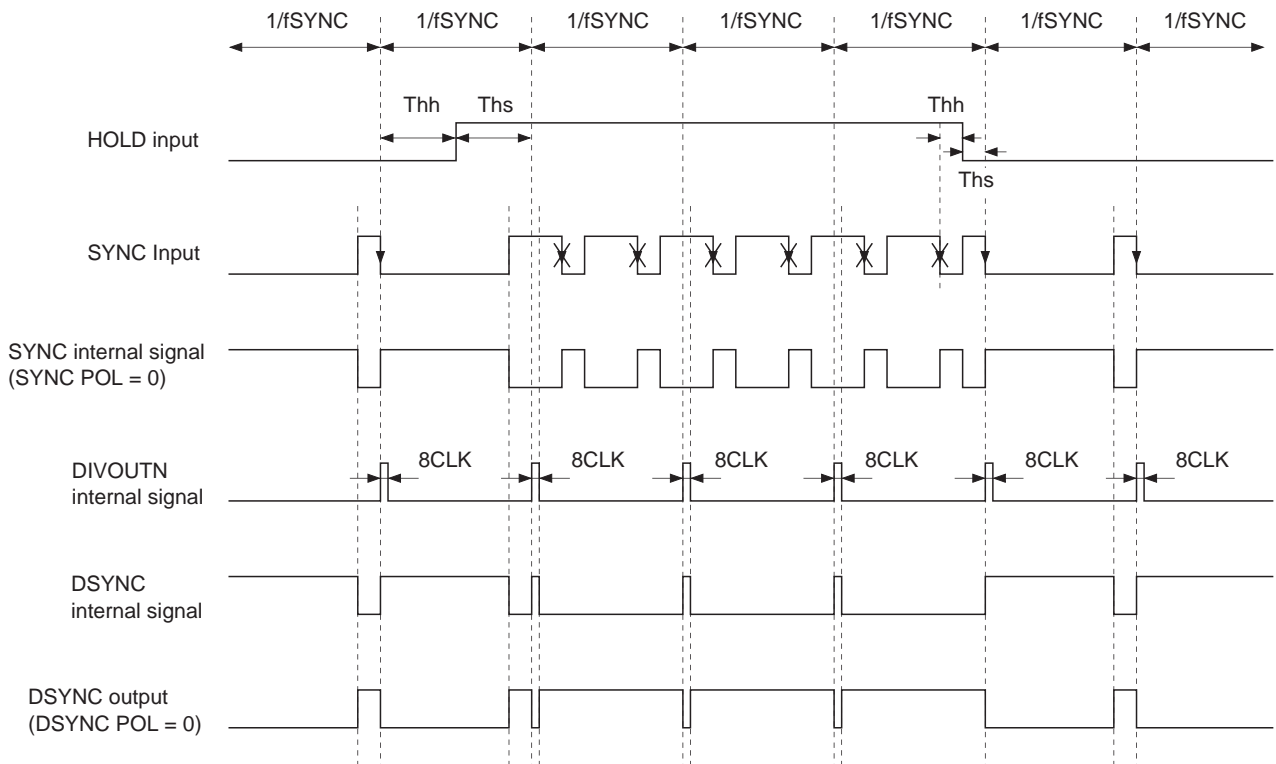 1/fSYNC 1/fSYNC 1/fSYNC 1/fSYNC 1/fSYNC 1/fSYNC 1/fSYNC
Thh Ths Thh
HOLD input
Ths
SYNC Input
SYNC internal signal
(SYNC POL = 0)
8CLK 8CLK 8CLK 8CLK 8CLK 8CLK
DIVOUTN
internal signal
DSYNC
internal signal
DSYNC output
(DSYNC POL = 0)